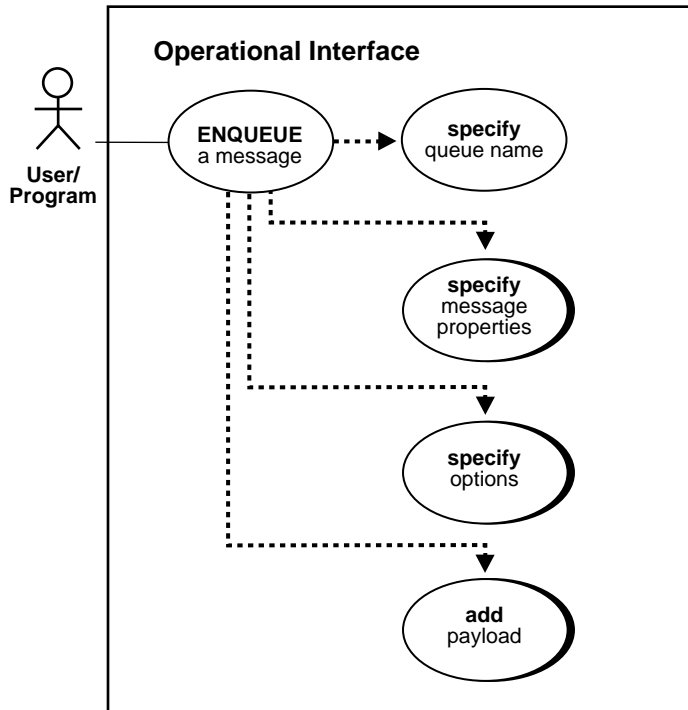 Operational Interface
User/
Program
ENQUEUE
a message
specify
queue name
specify
message
properties
specify
options
add
payload